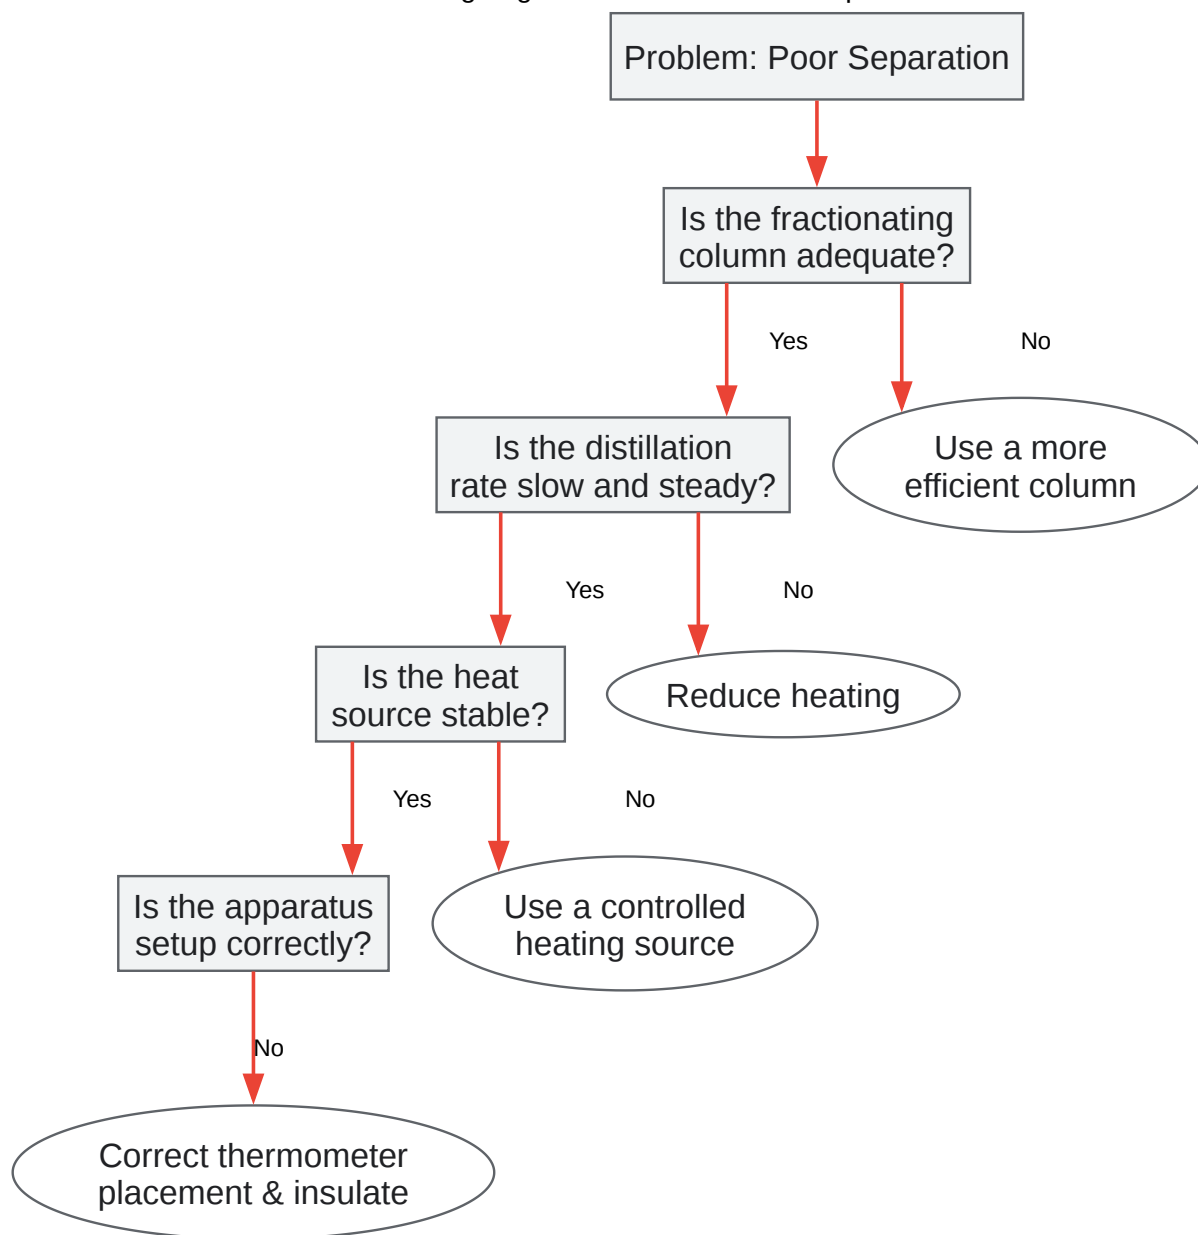 Problem: Poor Separation
Is the fractionating
column adequate?
Yes
No
Is the distillation
rate slow and steady?
Use a more
efficient column
Yes
No
Is the heat
source stable?
Reduce heating
Yes
No
Is the apparatus
setup correctly?
Use a controlled
heating source
No
Correct thermometer
placement & insulate